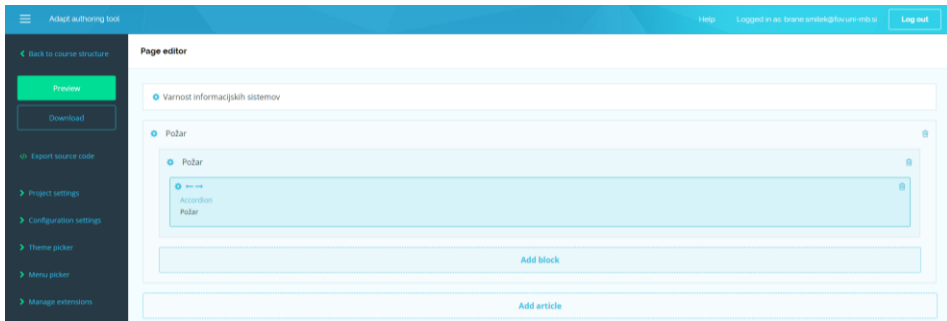 Adapt authoring tool
Help
Logged in as: birane.smitek@fov.uni-mb.si
Log out
Back to course structure
Page editor
Preview
Download
Varnost informacijskih sistemov
Požar
Požar
Export source code
Accordion
Požar
Project settings
Configuration settings
Theme picker
Add block
Menu picker
Manage extensions
Add article